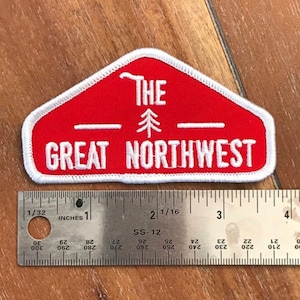 THE
GREAT NORTHWEST
1/32 INCHES 1 2 1/16 3 4
SS-12